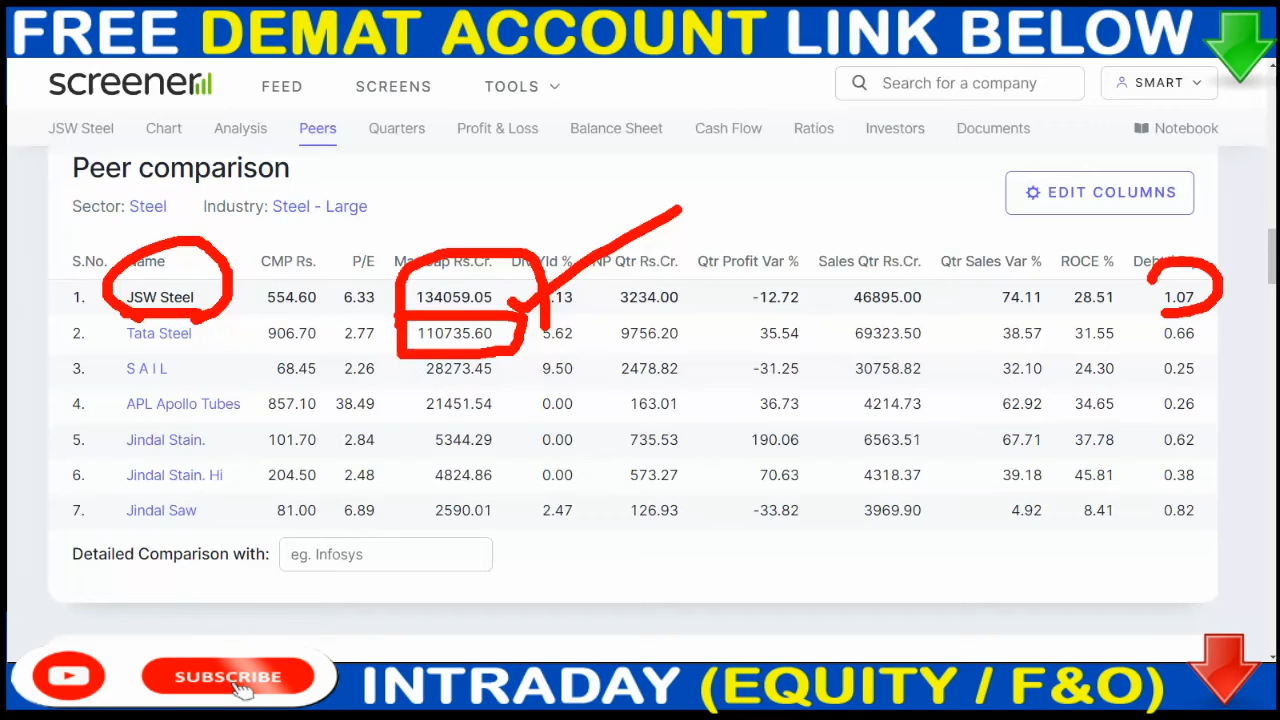 FREE DEMAT ACCOUNT LINK BELOW
screener FEED SCREENS TOOLS Search for a company SMART
JSW Steel Chart Analysis Peers Quarters Profit & Loss Balance Sheet Cash Flow Ratios Investors Documents Notebook
Peer comparison
Sector: Steel Industry: Steel - Large EDIT COLUMNS
S.No. Name CMP Rs. P/E Rs.Cr. NP Qtr Rs.Cr. Qtr Profit Var % Sales Qtr Rs.Cr. Qtr Sales Var % ROCE %
1. JSW Steel 554.60 6.33 134059.05 3234.00 -12.72 46895.00 74.11 28.51 1.07
2. Tata Steel 906.70 2.77 110735.60 5.62 9756.20 35.54 69323.50 38.57 31.55 0.66
3. S A I L 68.45 2.26 28273.45 9.50 2478.82 -31.25 30758.82 32.10 24.30 0.25
4. APL Apollo Tubes 857.10 38.49 21451.54 0.00 163.01 36.73 4214.73 62.92 34.65 0.26
5. Jindal Stain. 101.70 2.84 5344.29 0.00 735.53 190.06 6563.51 67.71 37.78 0.62
6. Jindal Stain. Hi 204.50 2.48 4824.86 0.00 573.27 70.63 4318.37 39.18 45.81 0.38
7. Jindal Saw 81.00 6.89 2590.01 2.47 126.93 -33.82 3969.90 4.92 8.41 0.82
Detailed Comparison with: eg. Infosys
SUBSCRIBE
INTRADAY (EQUITY / F&O)